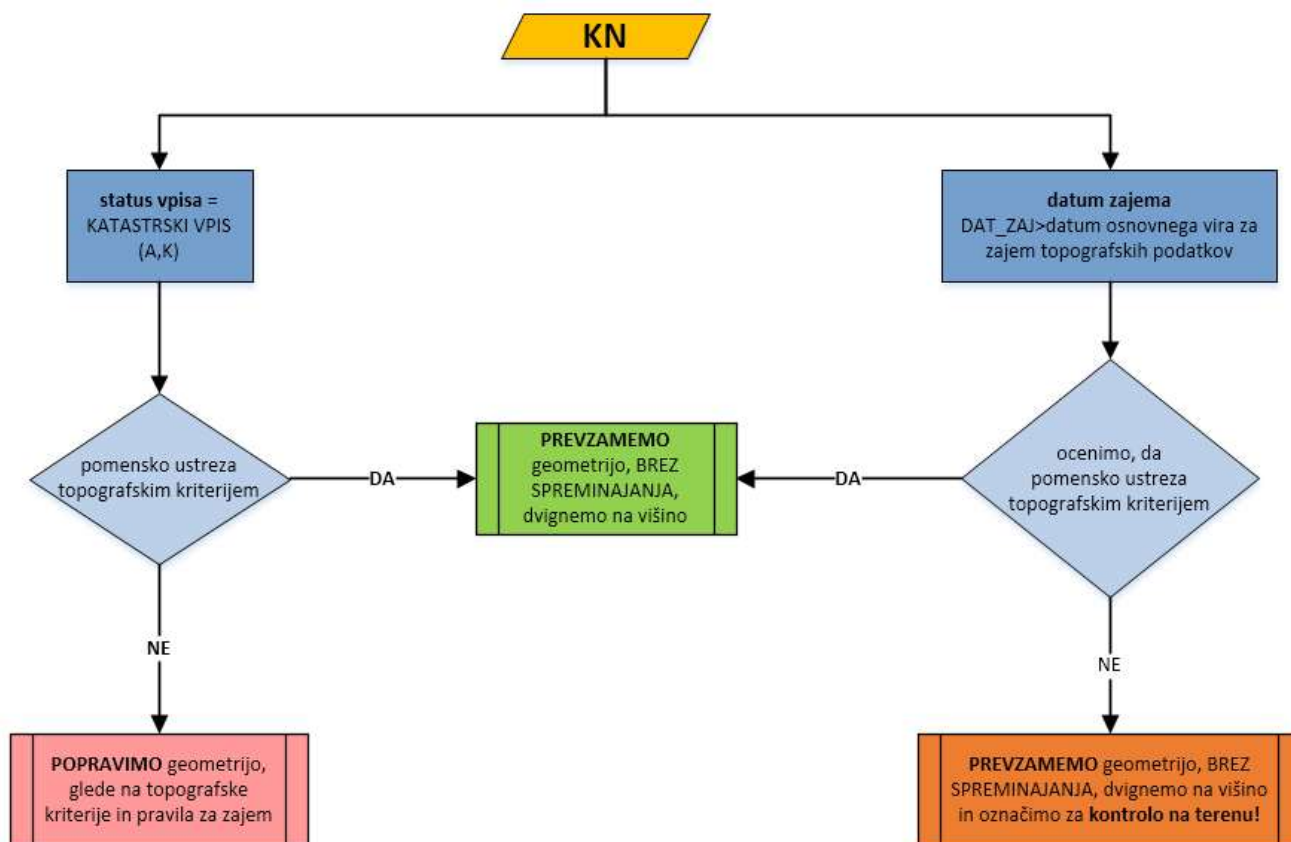 KN
status vpisa =
KATASTRSKI VPIS
(A,K)
datum zajema
DAT_ZAJ>datum osnovnega vira za
zajem topografskih podatkov
pomensko ustreza
topografskim kriterijem
DA
PREVZAMEMO
geometrijo, BREZ
SPREMINAJANJA,
dvignemo na višino
DA
ocenimo, da
pomensko ustreza
topografskim kriterijem
NE
NE
POPRAVIMO geometrijo,
glede na topografske
kriterije in pravila za zajem
PREVZAMEMO geometrijo, BREZ
SPREMINAJANJA, dvignemo na višino
in označimo za kontrolo na terenu!